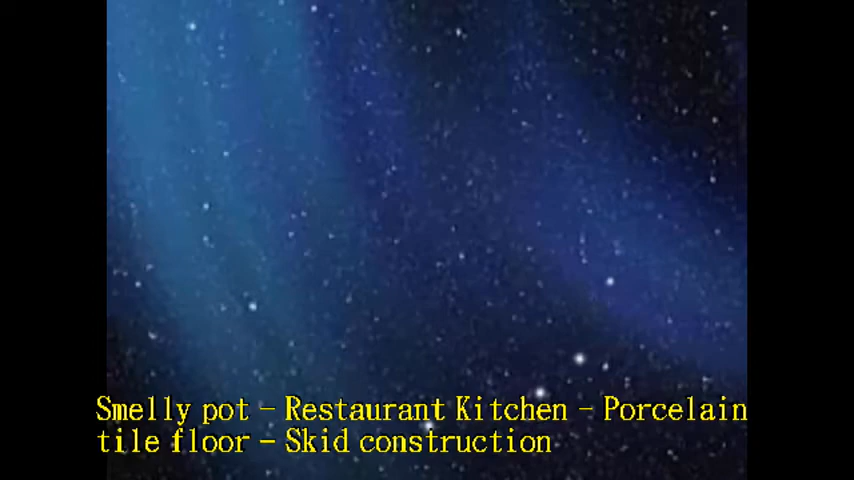 Smelly pot - Restaurant Kitchen - Porcelain
tile floor - Skid construction